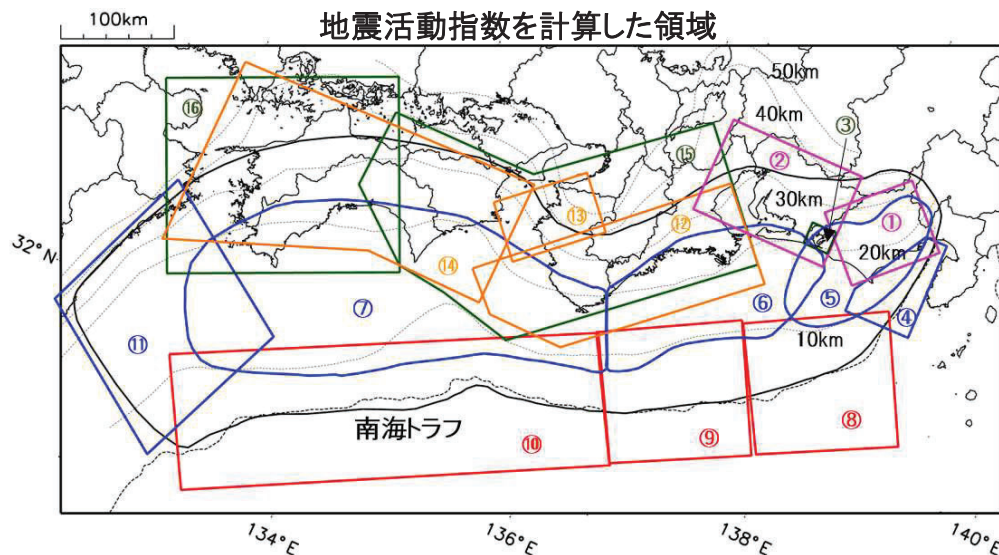 地震活動指数を計算した領域
100km
50km
40km
③
⑯
②
⑮
30km
⑬
①
⑫
20km
32°N
⑭
⑦
⑥
⑤
④
⑪
10km
南海トラフ
⑩
⑨
⑧
134°E
136°E
138°E
140°E